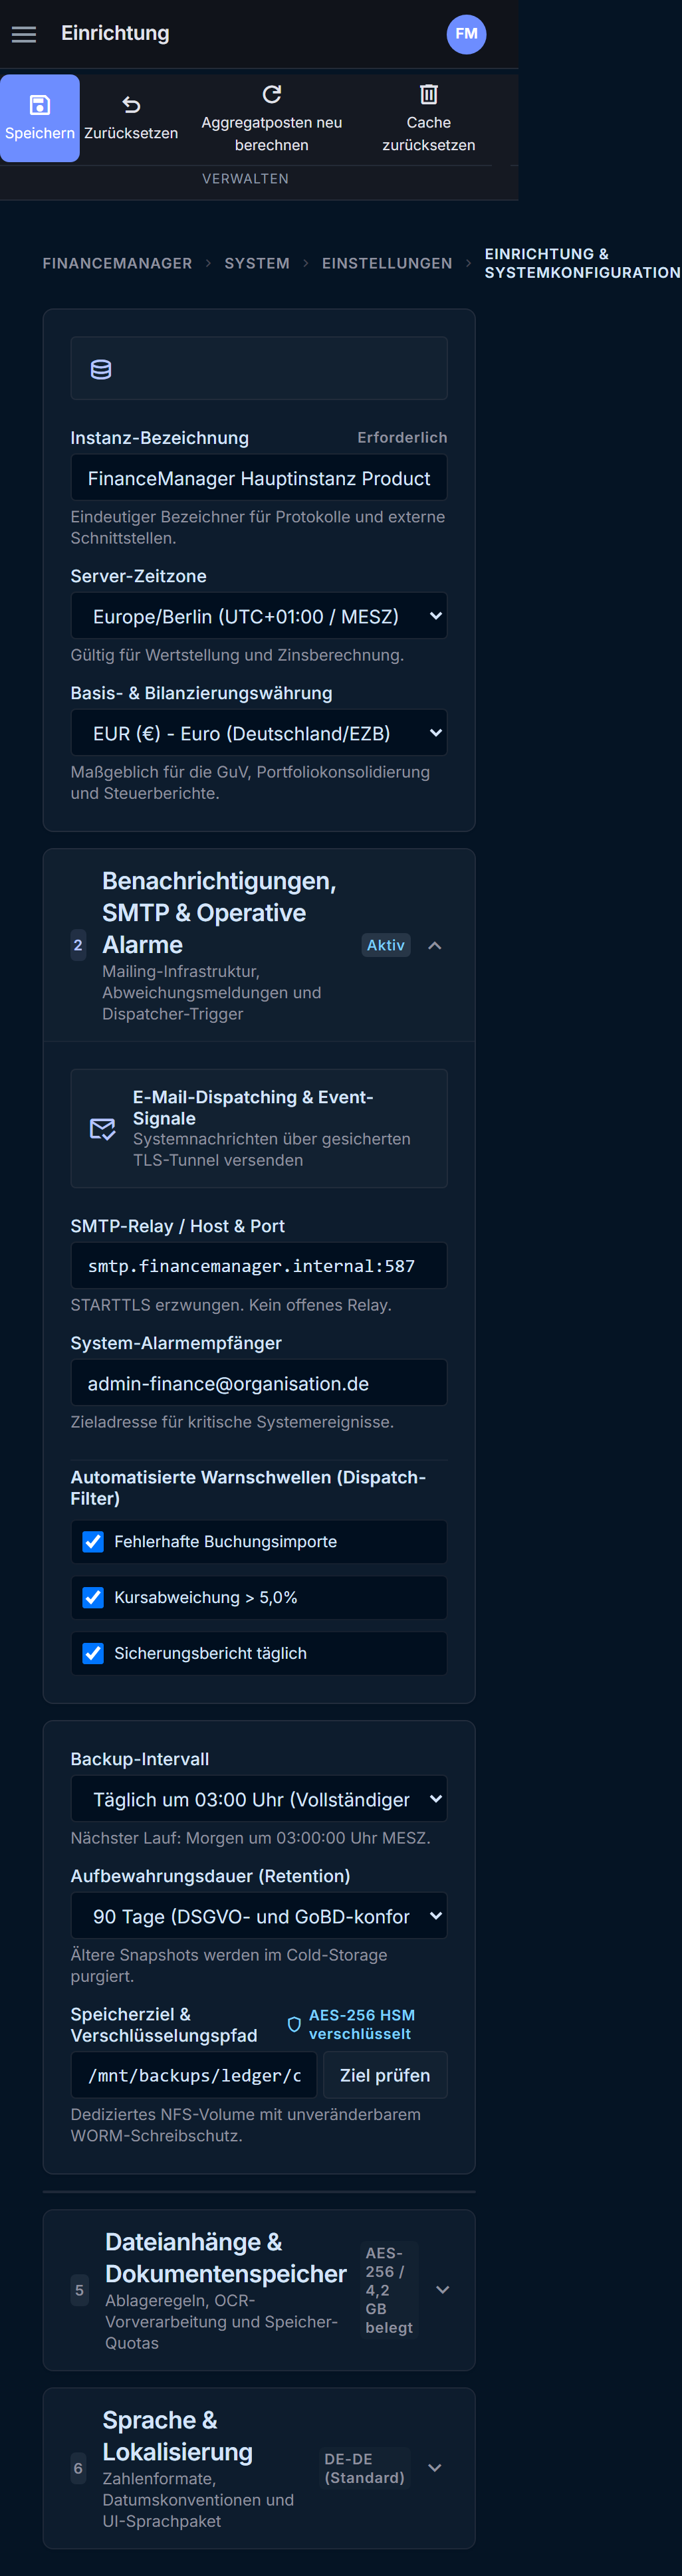 Einrichtung
FM
Speichern
Zurücksetzen
Aggregatposten neu
berechnen
Cache
zurücksetzen
VERWALTEN
FINANCEMANAGER > SYSTEM > EINSTELLUNGEN > EINRICHTUNG &
SYSTEMKONFIGURATION
Instanz-Bezeichnung Erforderlich
FinanceManager Hauptinstanz Product
Eindeutiger Bezeichner für Protokolle und externe
Schnittstellen.
Server-Zeitzone
Europe/Berlin (UTC+01:00 / MESZ)
Gültig für Wertstellung und Zinsberechnung.
Basis- & Bilanzierungswährung
EUR (€) - Euro (Deutschland/EZB)
Maßgeblich für die GuV, Portfoliokonsolidierung
und Steuerberichte.
2
Benachrichtigungen,
SMTP & Operative
Alarme
Mailing-Infrastruktur,
Abweichungsmeldungen und
Dispatcher-Trigger
Aktiv
E-Mail-Dispatching & Event-
Signale
Systemnachrichten über gesicherten
TLS-Tunnel versenden
SMTP-Relay / Host & Port
smtp.financemanager.internal:587
STARTTLS erzwungen. Kein offenes Relay.
System-Alarmempfänger
admin-finance@organisation.de
Zieladresse für kritische Systemereignisse.
Automatisierte Warnschwellen (Dispatch-
Filter)
Fehlerhafte Buchungsimporte
Kursabweichung > 5,0%
Sicherungsbericht täglich
Backup-Intervall
Täglich um 03:00 Uhr (Vollständiger
Nächster Lauf: Morgen um 03:00:00 Uhr MESZ.
Aufbewahrungsdauer (Retention)
90 Tage (DSGVO- und GoBD-konfor
Ältere Snapshots werden im Cold-Storage
purgiert.
Speicherziel &
Verschlüsselungspfad
AES-256 HSM
verschlüsselt
/mnt/backups/ledger/c
Ziel prüfen
Dediziertes NFS-Volume mit unveränderbarem
WORM-Schreibschutz.
5
Dateianhänge &
Dokumentenspeicher
Ablageregeln, OCR-
Vorverarbeitung und Speicher-
Quotas
AES-
256 /
4,2
GB
belegt
6
Sprache &
Lokalisierung
Zahlenformate,
Datumskonventionen und
UI-Sprachpaket
DE-DE
(Standard)